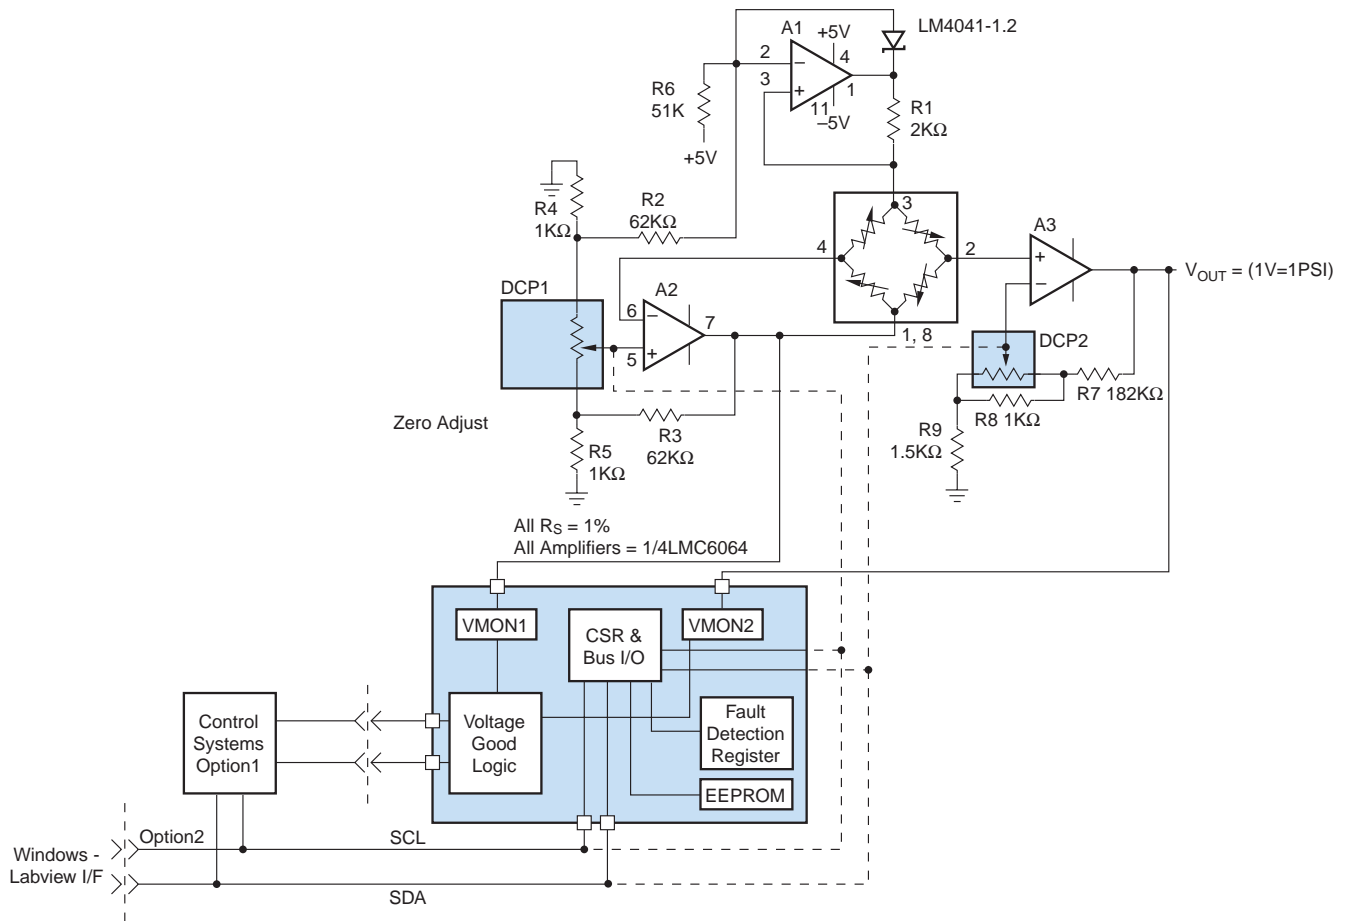 LM4041-1.2
A1
+5V
2
4
3
1
11
–5V
R6
51K
+5V
R1
2KΩ
R4
1KΩ
R2
62KΩ
3
4
2
1, 8
A3
VOUT = (1V=1PSI)
DCP1
A2
6
7
5
DCP2
R7 182KΩ
R8 1KΩ
R9
1.5KΩ
Zero Adjust
R3
62KΩ
R5
1KΩ
All RS = 1%
All Amplifiers = 1/4LMC6064
VMON1
CSR &
Bus I/O
VMON2
Control
Systems
Option1
Voltage
Good
Logic
Fault
Detection
Register
EEPROM
Option2
SCL
Windows -
Labview I/F
SDA